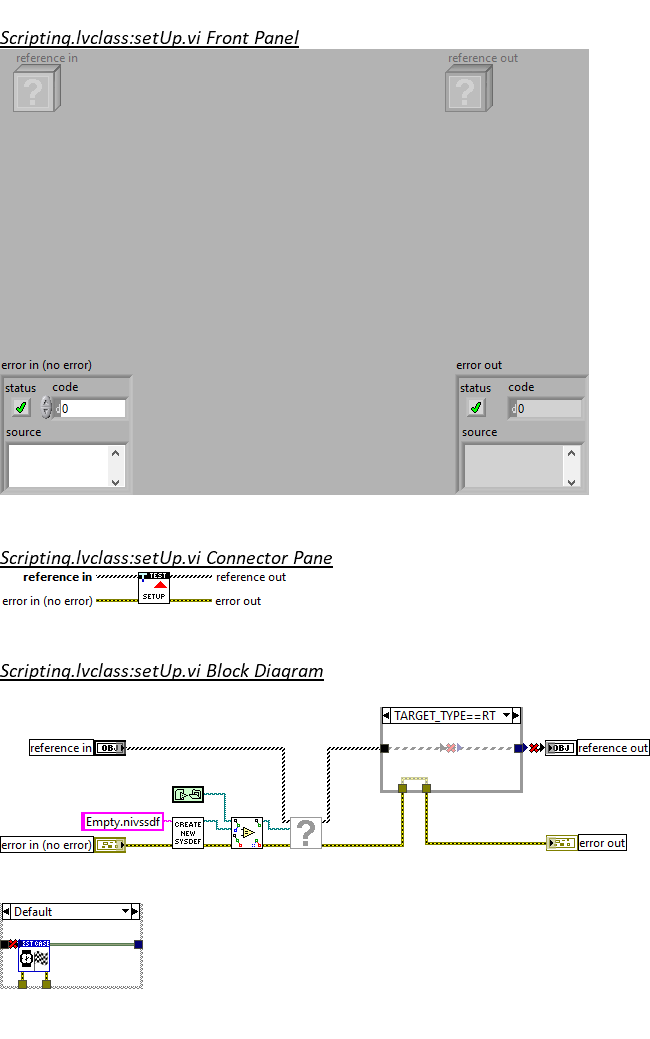 Scripting.lvclass:setUp.vi Front Panel
reference in
reference out
?
?
error in (no error)
error out
status code
status code
d 0
d 0
source
source
Scripting.lvclass:setUp.vi Connector Pane
reference in
TEST
reference out
error in (no error)
SETUP
error out
Scripting.lvclass:setUp.vi Block Diagram
TARGET_TYPE==RT
reference in
OBJ
OBJ
reference out
Empty.nivssdf
CREATE
NEW
SYSDEF
?
error in (no error)
error out
Default